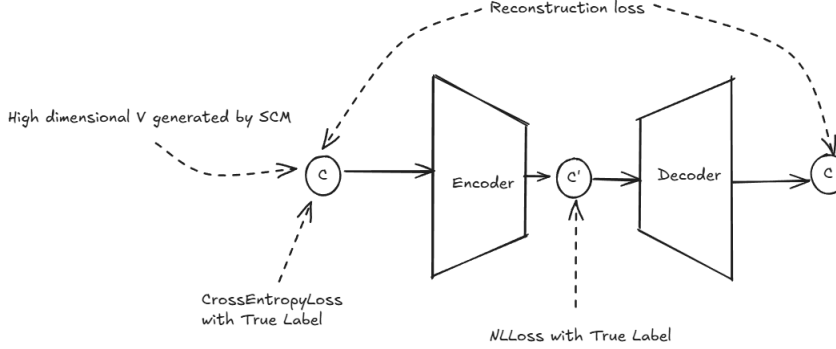 Reconstruction loss
High dimensional V generated by SCM
C
Encoder
C'
Decoder
C
CrossEntropyLoss
with True Label
NLLoss with True Label